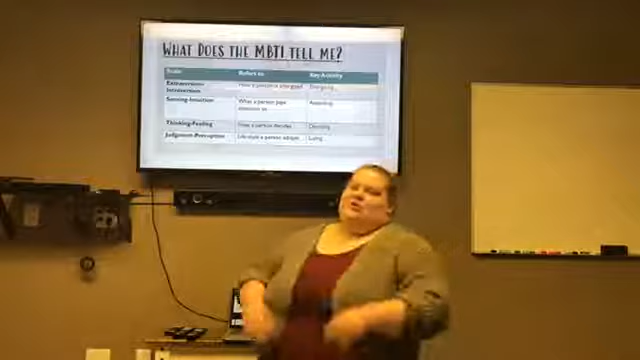 WHAT DOES THE MBTI TELL ME?
Scale Refers to Key Activity
Extraversion- How a person is energized Energizing
Introversion
Sensing-Intuition What a person pays Attending
attention to
Thinking-Feeling How a person decides Deciding
Judgment-Perception Life style a person adopts Living